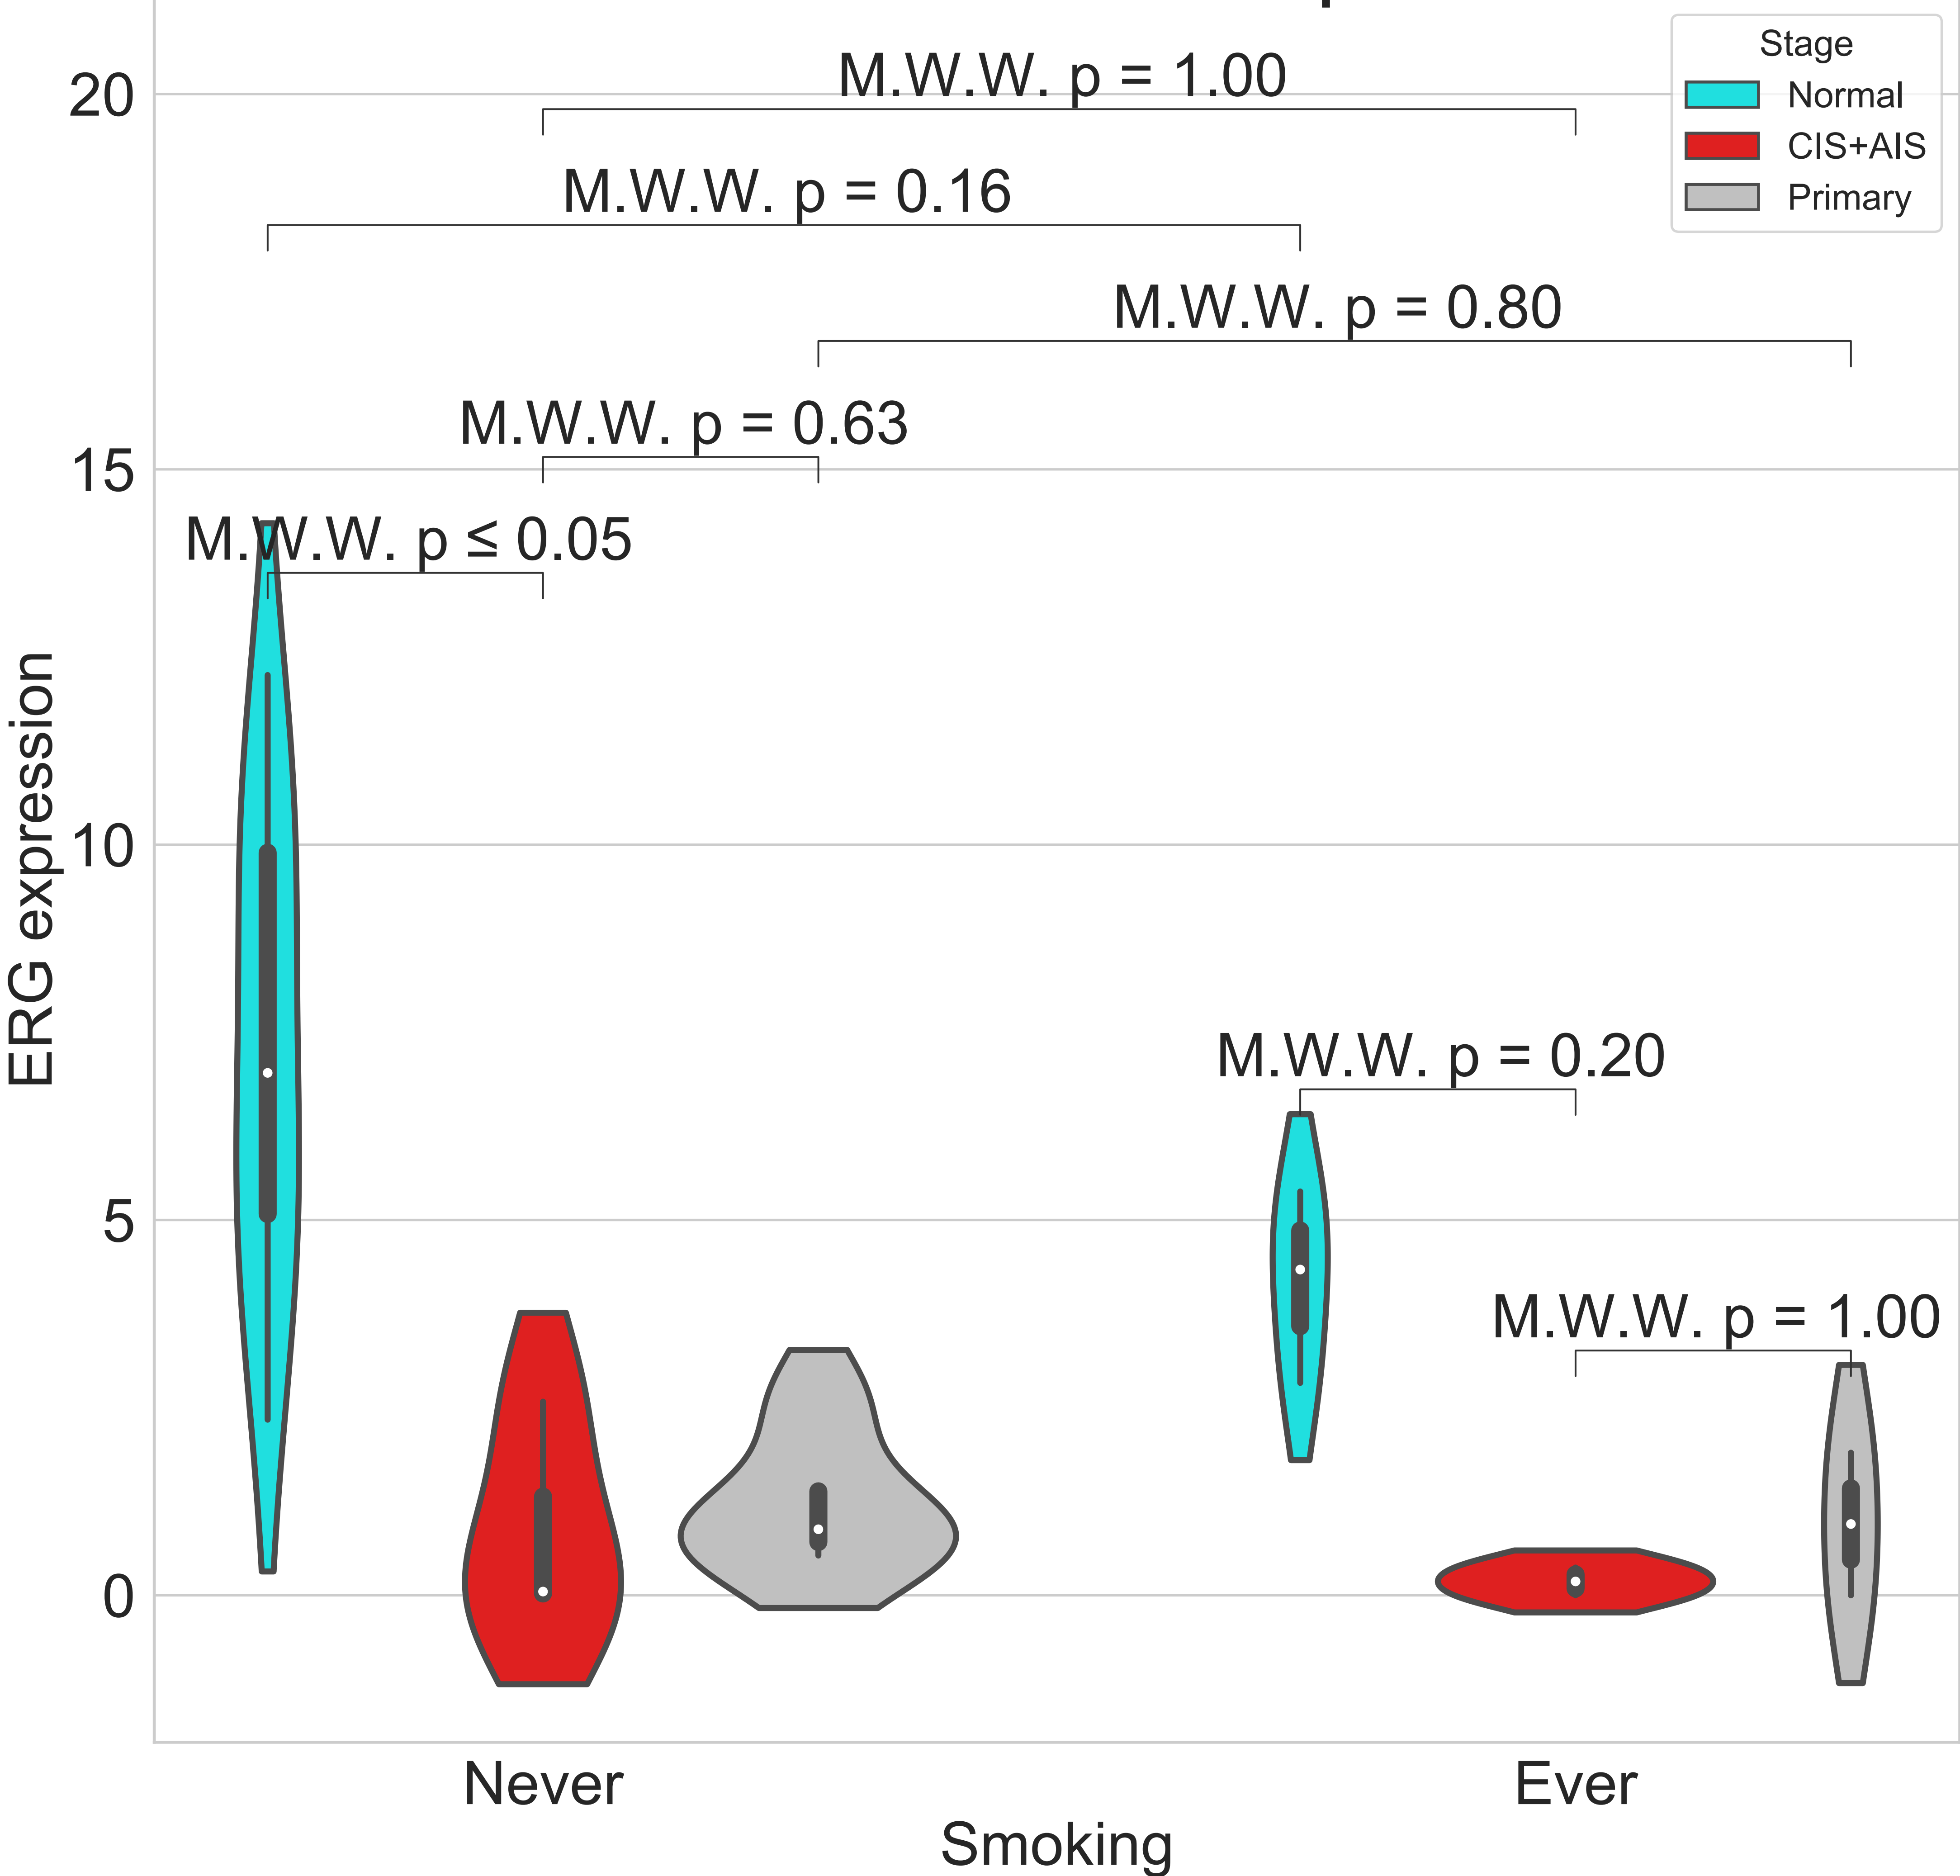 Stage
Normal
CIS+AIS
Primary
M.W.W. p = 1.00
M.W.W. p = 0.16
M.W.W. p = 0.80
M.W.W. p = 0.63
M.W.W. p ≤ 0.05
M.W.W. p = 0.20
M.W.W. p = 1.00
ERG expression
20
15
10
5
0
Never
Ever
Smoking